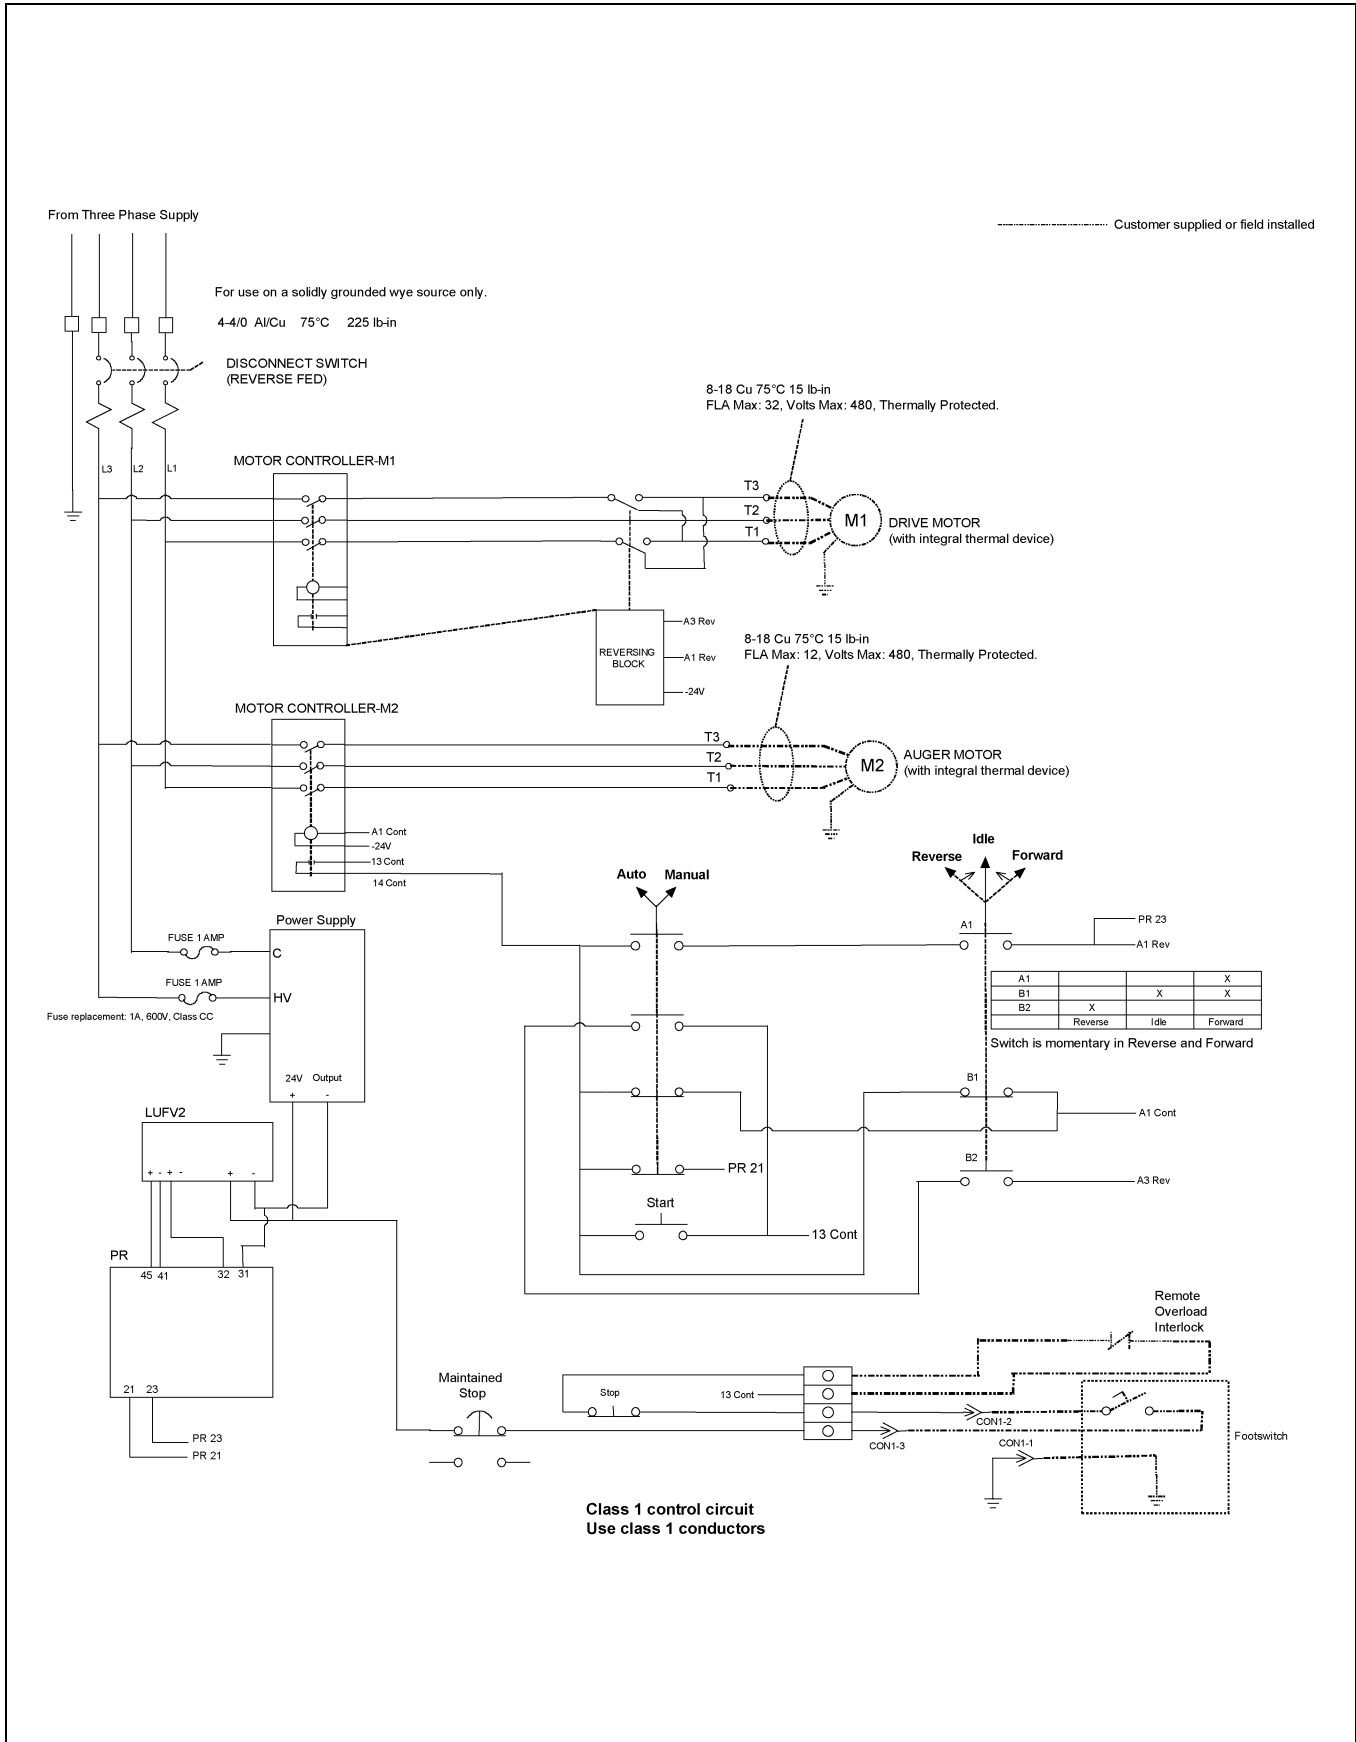 From Three Phase Supply
Customer supplied or field installed
For use on a solidly grounded wye source only.
4-4/0 Al/Cu 75°C 225 lb-in
DISCONNECT SWITCH
(REVERSE FED)
8-18 Cu 75°C 15 lb-in
FLA Max: 32, Volts Max: 480, Thermally Protected.
L3 L2 L1
MOTOR CONTROLLER-M1
T3
T2
T1
M1
DRIVE MOTOR
(with integral thermal device)
REVERSING
BLOCK
A3 Rev
A1 Rev
-24V
8-18 Cu 75°C 15 lb-in
FLA Max: 12, Volts Max: 480, Thermally Protected.
MOTOR CONTROLLER-M2
T3
T2
T1
M2
AUGER MOTOR
(with integral thermal device)
A1 Cont
-24V
13 Cont
14 Cont
Auto Manual
Reverse
Idle
Forward
A1
PR 23
A1 Rev
Power Supply
FUSE 1 AMP
C
FUSE 1 AMP
HV
Fuse replacement: 1A, 600V, Class CC
24V Output
+ -
A1 X
B1 X X
B2 X
Reverse Idle Forward
Switch is momentary in Reverse and Forward
B1
A1 Cont
B2
A3 Rev
PR 21
Start
13 Cont
LUFV2
+ - + - + -
PR
45 41 32 31
21 23
PR 23
PR 21
Maintained
Stop
Stop
13 Cont
Remote
Overload
Interlock
CON1-2
CON1-3
CON1-1
Footswitch
Class 1 control circuit
Use class 1 conductors